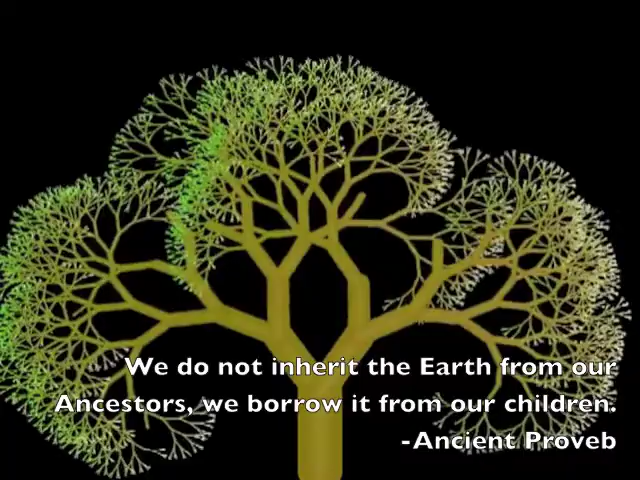 We do not inherit the Earth from our
Ancestors, we borrow it from our children.
-Ancient Proveb